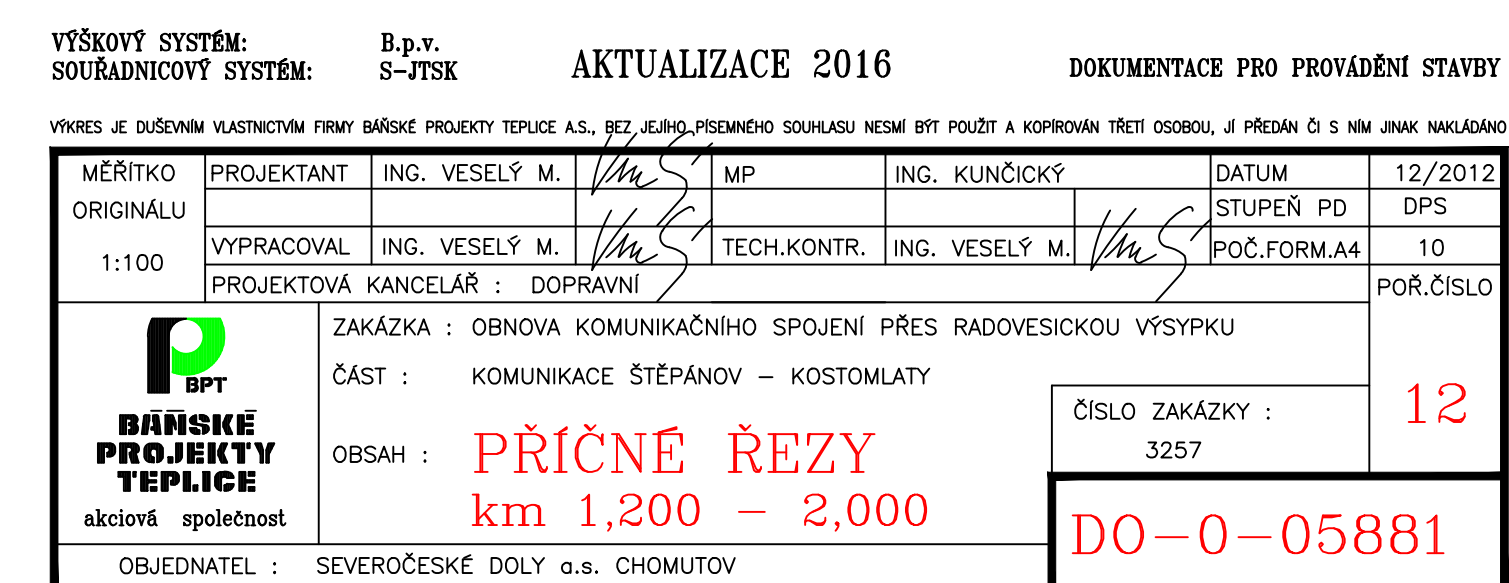 VÝŠKOVÝ SYSTÉM: B.p.v.
SOUŘADNICOVÝ SYSTÉM: S-JTSK
AKTUALIZACE 2016
DOKUMENTACE PRO PROVÁDĚNÍ STAVBY
VÝKRES JE DUŠEVNÍM VLASTNICTVÍM FIRMY BÁŇSKÉ PROJEKTY TEPLICE A.S., BEZ JEJÍHO PÍSEMNÉHO SOUHLASU NESMÍ BÝT POUŽIT A KOPÍROVÁN TŘETÍ OSOBOU, JÍ PŘEDÁN ČI S NÍM JINAK NAKLÁDÁNO
MĚŘÍTKO
ORIGINÁLU
1:100
PROJEKTANT ING. VESELÝ M. MP ING. KUNČICKÝ DATUM 12/2012
STUPEŇ PD DPS
VYPRACOVAL ING. VESELÝ M. TECH.KONTR. ING. VESELÝ M. POČ.FORM.A4 10
PROJEKTOVÁ KANCELÁŘ : DOPRAVNÍ
POŘ.ČÍSLO
12
BPT
BÁŇSKÉ
PROJEKTY
TEPLICE
akciová společnost
ZAKÁZKA : OBNOVA KOMUNIKAČNÍHO SPOJENÍ PŘES RADOVESICKOU VÝSYPKU
ČÁST : KOMUNIKACE ŠTĚPÁNOV – KOSTOMLATY
OBSAH : PŘÍČNÉ ŘEZY
km 1,200 – 2,000
ČÍSLO ZAKÁZKY :
3257
DO-0-05881
OBJEDNATEL : SEVEROČESKÉ DOLY a.s. CHOMUTOV